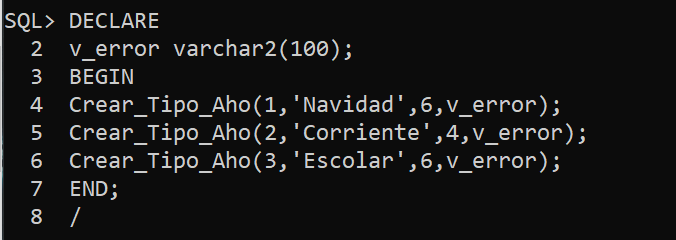 SQL> DECLARE
2 v_error varchar2(100);
3 BEGIN
4 Crear_Tipo_Aho(1,'Navidad',6,v_error);
5 Crear_Tipo_Aho(2,'Corriente',4,v_error);
6 Crear_Tipo_Aho(3,'Escolar',6,v_error);
7 END;
8 /